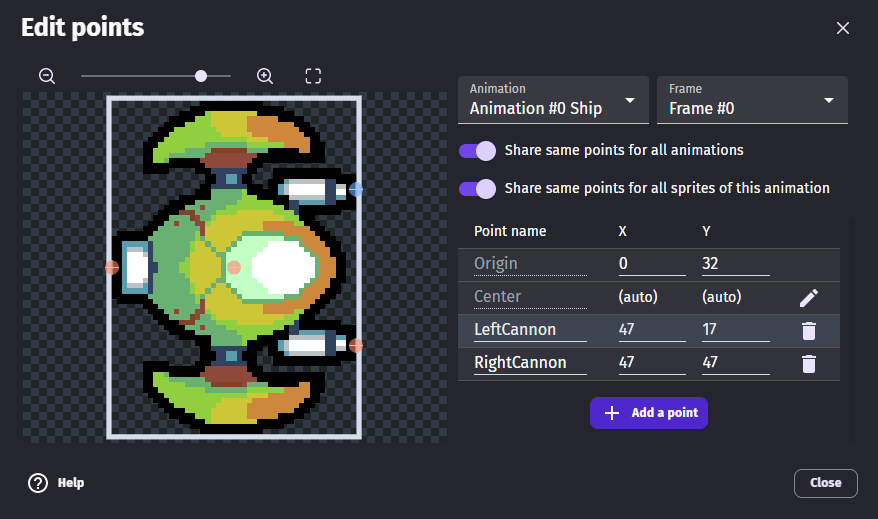 Edit points
Animation
Animation #0 Ship
Frame
Frame #0
Share same points for all animations
Share same points for all sprites of this animation
Point name X Y
Origin 0 32
Center (auto) (auto)
LeftCannon 47 17
RightCannon 47 47
Add a point
Help
Close